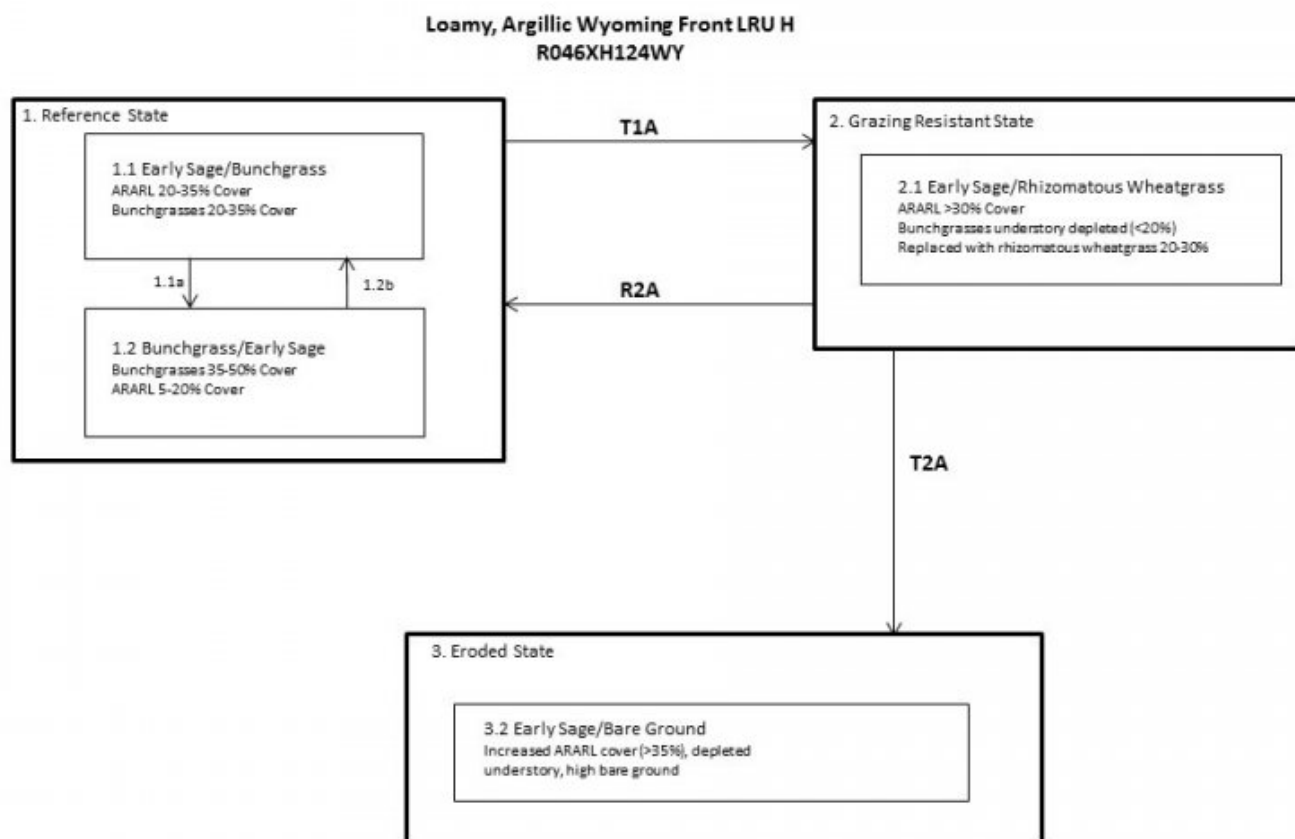 Loamy, Argillic Wyoming Front LRU H
R046XH124WY
1. Reference State
1.1 Early Sage/Bunchgrass
ARARL 20-35% Cover
Bunchgrasses 20-35% Cover
1.1a
1.2b
1.2 Bunchgrass/Early Sage
Bunchgrasses 35-50% Cover
ARARL 5-20% Cover
T1A
R2A
2. Grazing Resistant State
2.1 Early Sage/Rhizomatous Wheatgrass
ARARL >30% Cover
Bunchgrasses understory depleted (<20%)
Replaced with rhizomatous wheatgrass 20-30%
T2A
3. Eroded State
3.2 Early Sage/Bare Ground
Increased ARARL cover (>35%), depleted
understory, high bare ground